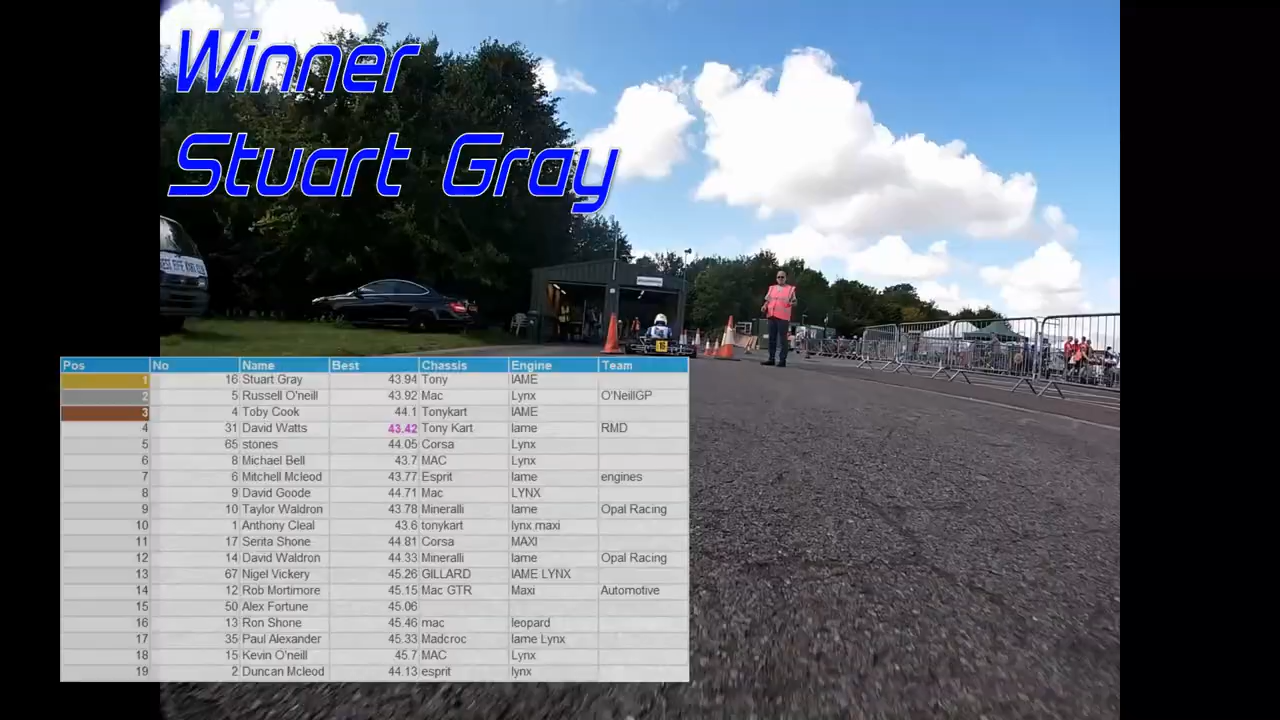 Winner
Stuart Gray
Pos No Name Best Chassis Engine Team
1 16 Stuart Gray 43.94 Tony IAME
2 5 Russell O'neill 43.92 Mac Lynx O'NeillGP
3 4 Toby Cook 44.1 Tonykart IAME
4 31 David Watts 43.42 Tony Kart Iame RMD
5 65 stones 44.05 Corsa Lynx
6 8 Michael Bell 43.7 MAC Lynx
7 6 Mitchell Mcleod 43.77 Esprit Iame engines
8 9 David Goode 44.71 Mac LYNX
9 10 Taylor Waldron 43.78 Mineralli Iame Opal Racing
10 1 Anthony Cleal 43.6 tonykart lynx maxi
11 17 Senta Shone 44.81 Corsa MAXI
12 14 David Waldron 44.33 Mineralli Iame Opal Racing
13 67 Nigel Vickery 45.26 GILLARD IAME LYNX
14 12 Rob Mortimore 45.15 Mac GTR Maxi Automotive
15 50 Alex Fortune 45.06
16 13 Ron Shone 45.46 mac leopard
17 35 Paul Alexander 45.33 Madcroc Iame Lynx
18 15 Kevin O'neill 45.7 MAC Lynx
19 2 Duncan Mcleod 44.13 esprit lynx
16